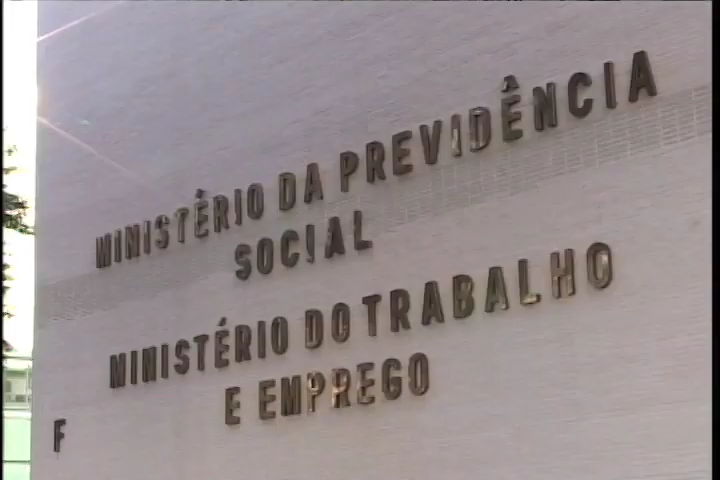 MINISTÉRIO DA PREVIDÊNCIA
SOCIAL
MINISTÉRIO DO TRABALHO
E EMPREGO
F